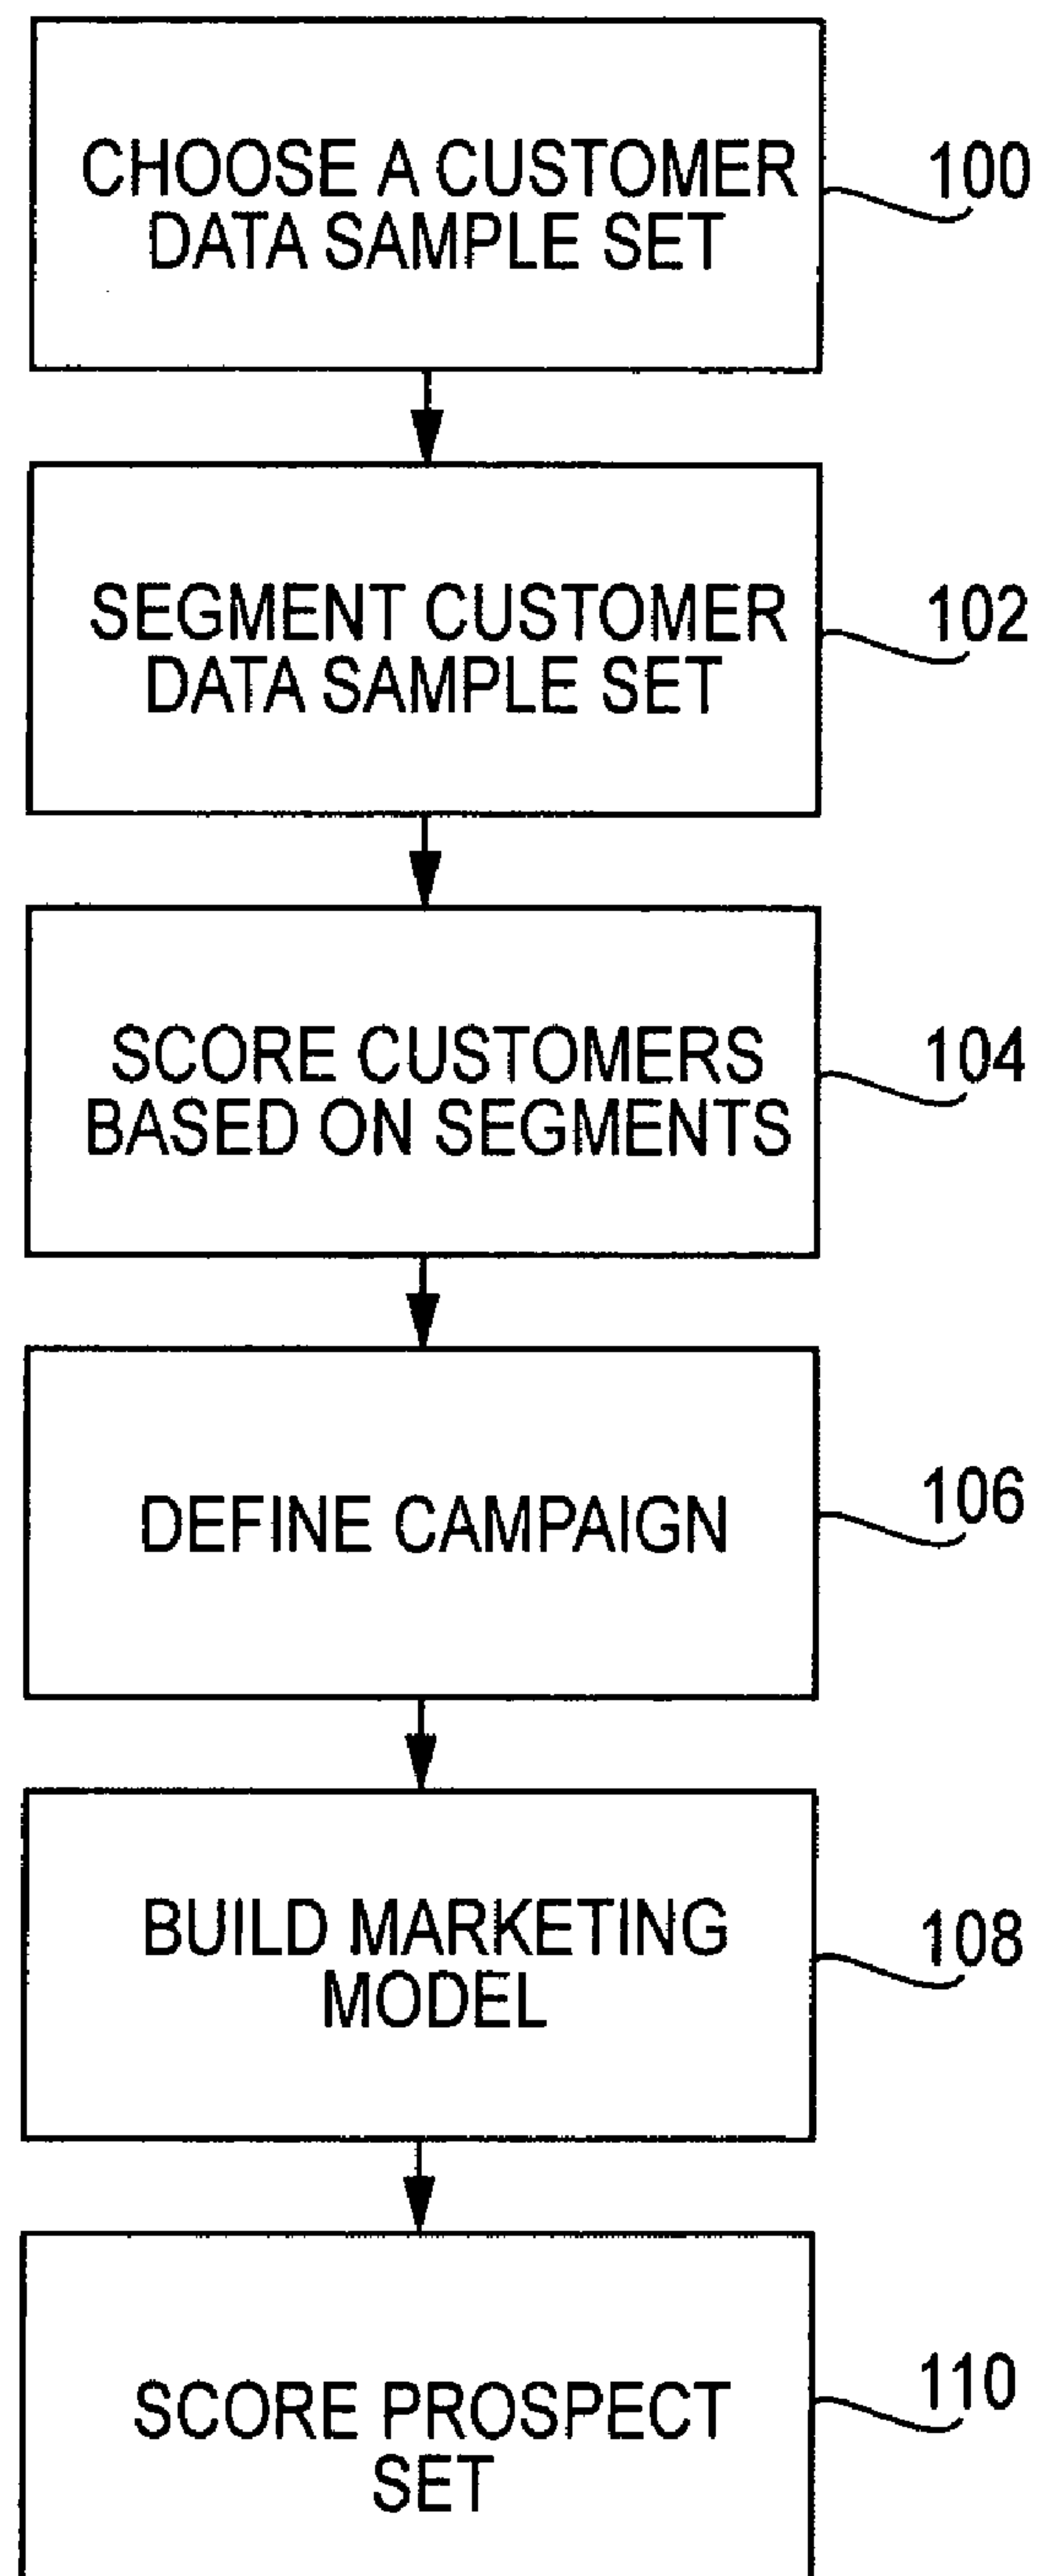 CHOOSE A CUSTOMER
DATA SAMPLE SET
100
SEGMENT CUSTOMER
DATA SAMPLE SET
102
SCORE CUSTOMERS
BASED ON SEGMENTS
104
DEFINE CAMPAIGN
106
BUILD MARKETING
MODEL
108
SCORE PROSPECT
SET
110